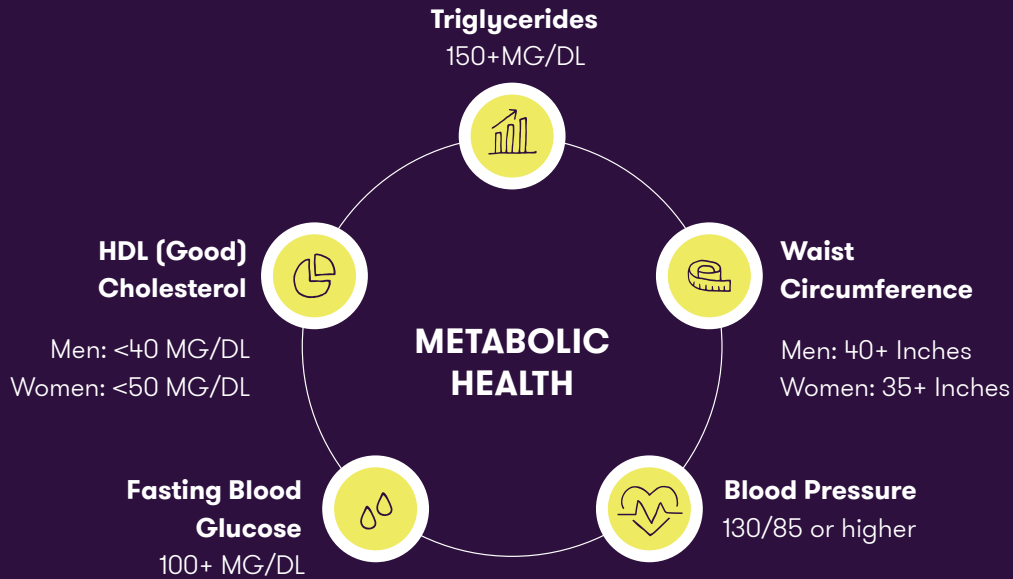 Triglycerides
150+MG/DL
HDL (Good)
Cholesterol
Men: <40 MG/DL
Women: <50 MG/DL
Waist
Circumference
Men: 40+ Inches
Women: 35+ Inches
METABOLIC
HEALTH
Fasting Blood
Glucose
100+ MG/DL
Blood Pressure
130/85 or higher